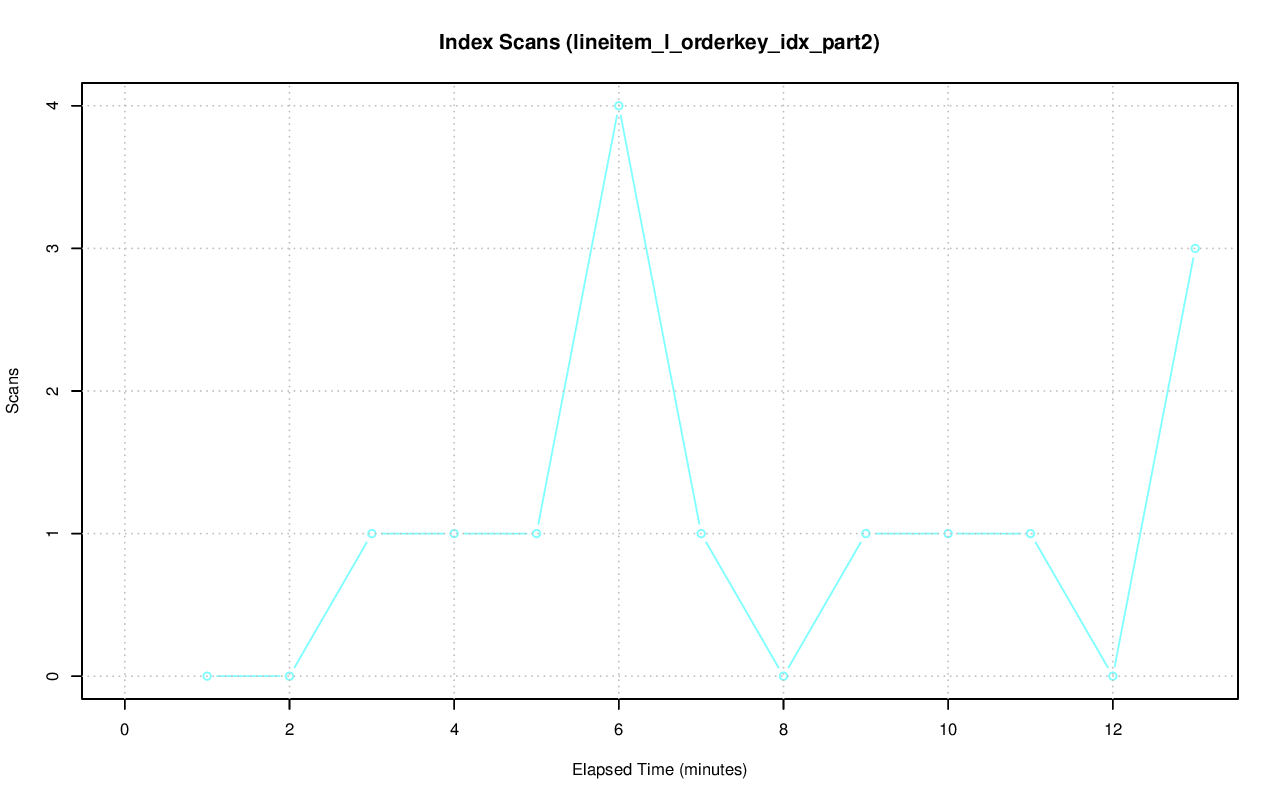 Index Scans (lineitem_l_orderkey_idx_part2)
4
3
2
1
0
Scans
0 2 4 6 8 10 12
Elapsed Time (minutes)